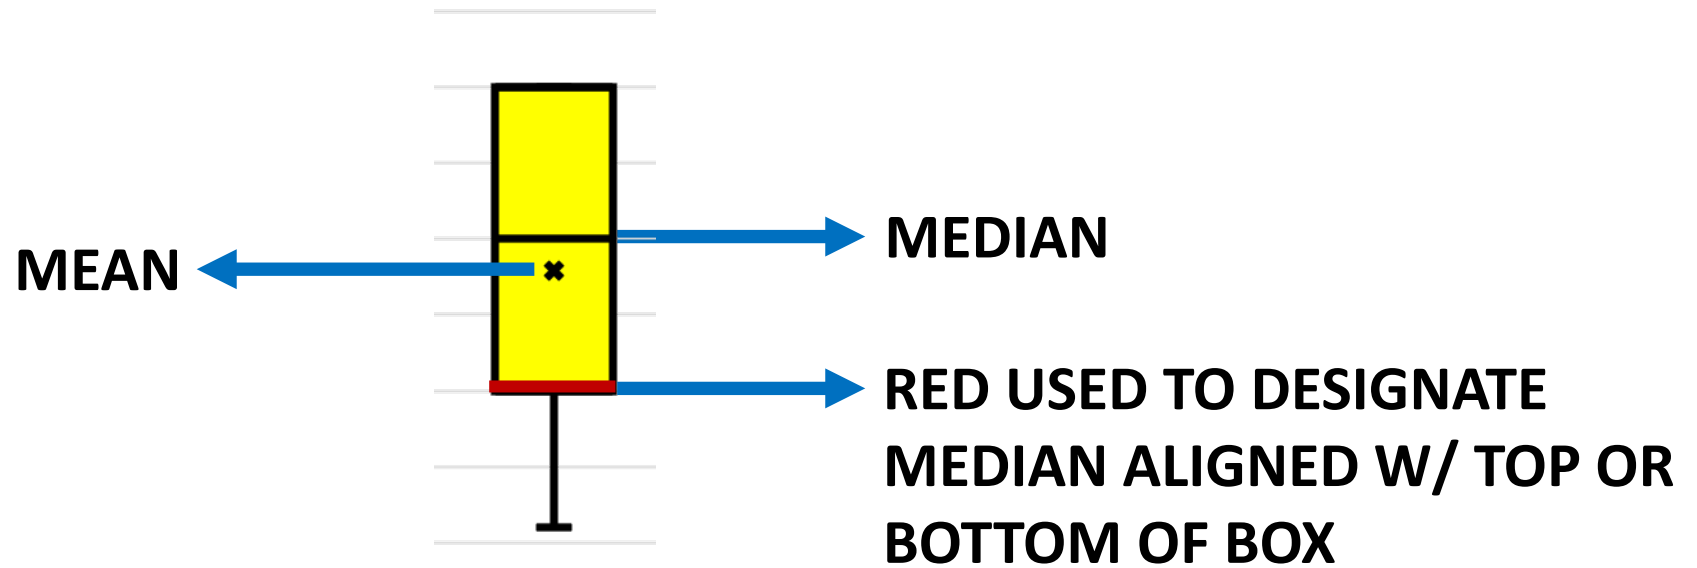 MEDIAN
MEAN
RED USED TO DESIGNATE
MEDIAN ALIGNED W/ TOP OR
BOTTOM OF BOX